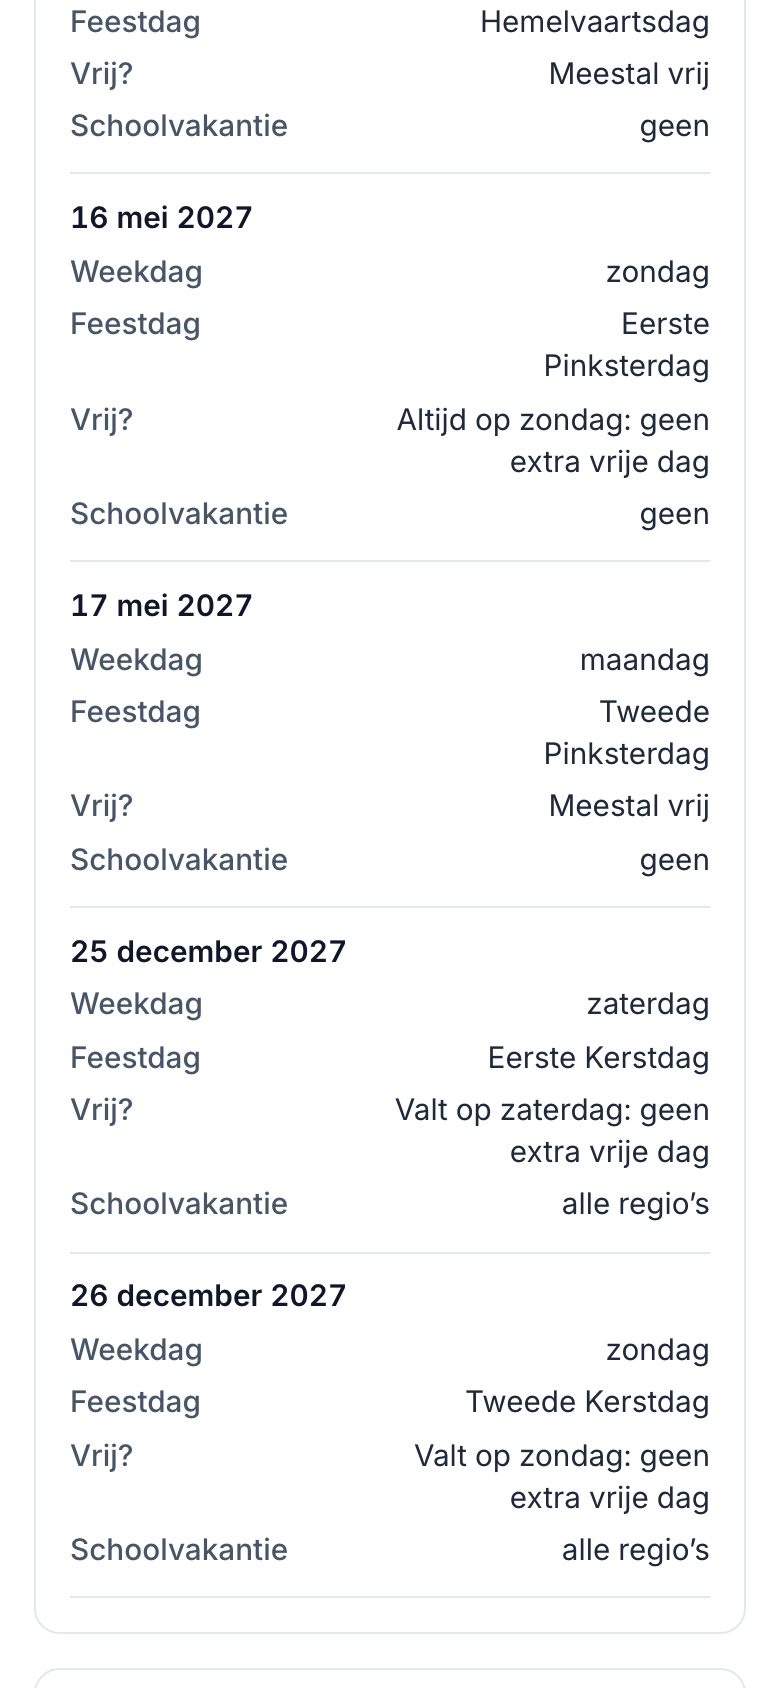 Feestdag Hemelvaartsdag
Vrij? Meestal vrij
Schoolvakantie geen
16 mei 2027
Weekdag zondag
Feestdag Eerste
Pinksterdag
Vrij? Altijd op zondag: geen
extra vrije dag
Schoolvakantie geen
17 mei 2027
Weekdag maandag
Feestdag Tweede
Pinksterdag
Vrij? Meestal vrij
Schoolvakantie geen
25 december 2027
Weekdag zaterdag
Feestdag Eerste Kerstdag
Vrij? Valt op zaterdag: geen
extra vrije dag
Schoolvakantie alle regio’s
26 december 2027
Weekdag zondag
Feestdag Tweede Kerstdag
Vrij? Valt op zondag: geen
extra vrije dag
Schoolvakantie alle regio’s